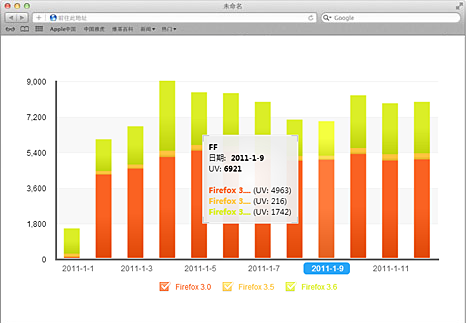 未命名
前往此地址
Google
Apple中国 中国雅虎 维基百科 新闻 热门
9,000
7,200
5,400
3,600
1,800
0
FF
日期: 2011-1-9
UV: 6921
Firefox 3.... (UV: 4963)
Firefox 3.... (UV: 216)
Firefox 3.... (UV: 1742)
2011-1-1 2011-1-3 2011-1-5 2011-1-7 2011-1-9 2011-1-11
Firefox 3.0 Firefox 3.5 Firefox 3.6